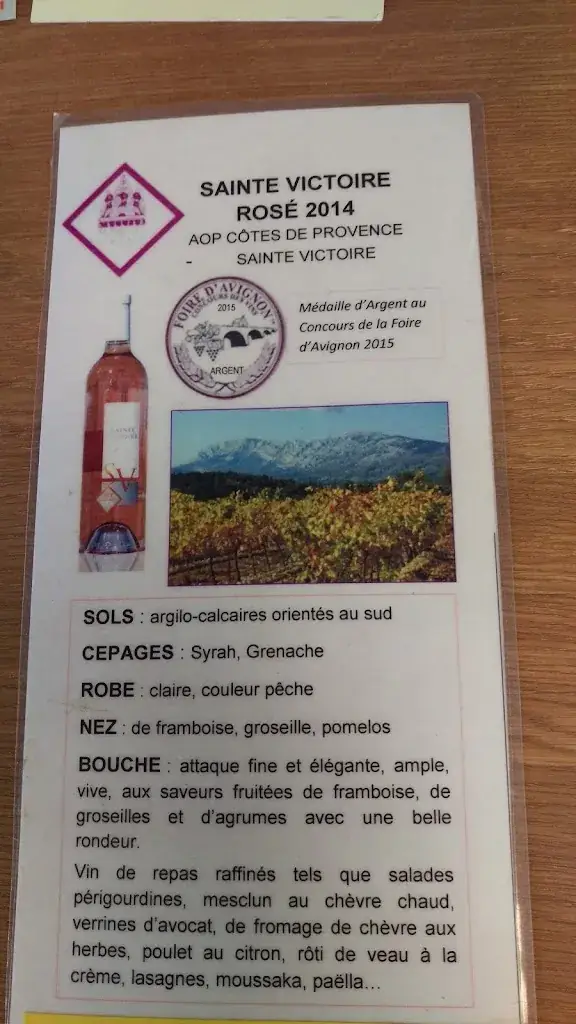 SAINTE VICTOIRE
ROSÉ 2014
AOP CÔTES DE PROVENCE
- SAINTE VICTOIRE
FOIRE D'AVIGNON
CONCOURS DES VINS
2015
ARGENT
Médaille d'Argent au
Concours de la Foire
d'Avignon 2015
SV
SOLS : argilo-calcaires orientés au sud
CEPAGES : Syrah, Grenache
ROBE : claire, couleur pêche
NEZ : de framboise, groseille, pomelos
BOUCHE : attaque fine et élégante, ample,
vive, aux saveurs fruitées de framboise, de
groseilles et d'agrumes avec une belle
rondeur.
Vin de repas raffinés tels que salades
périgourdines, mesclun au chèvre chaud,
verrines d'avocat, de fromage de chèvre aux
herbes, poulet au citron, rôti de veau à la
crème, lasagnes, moussaka, paëlla…